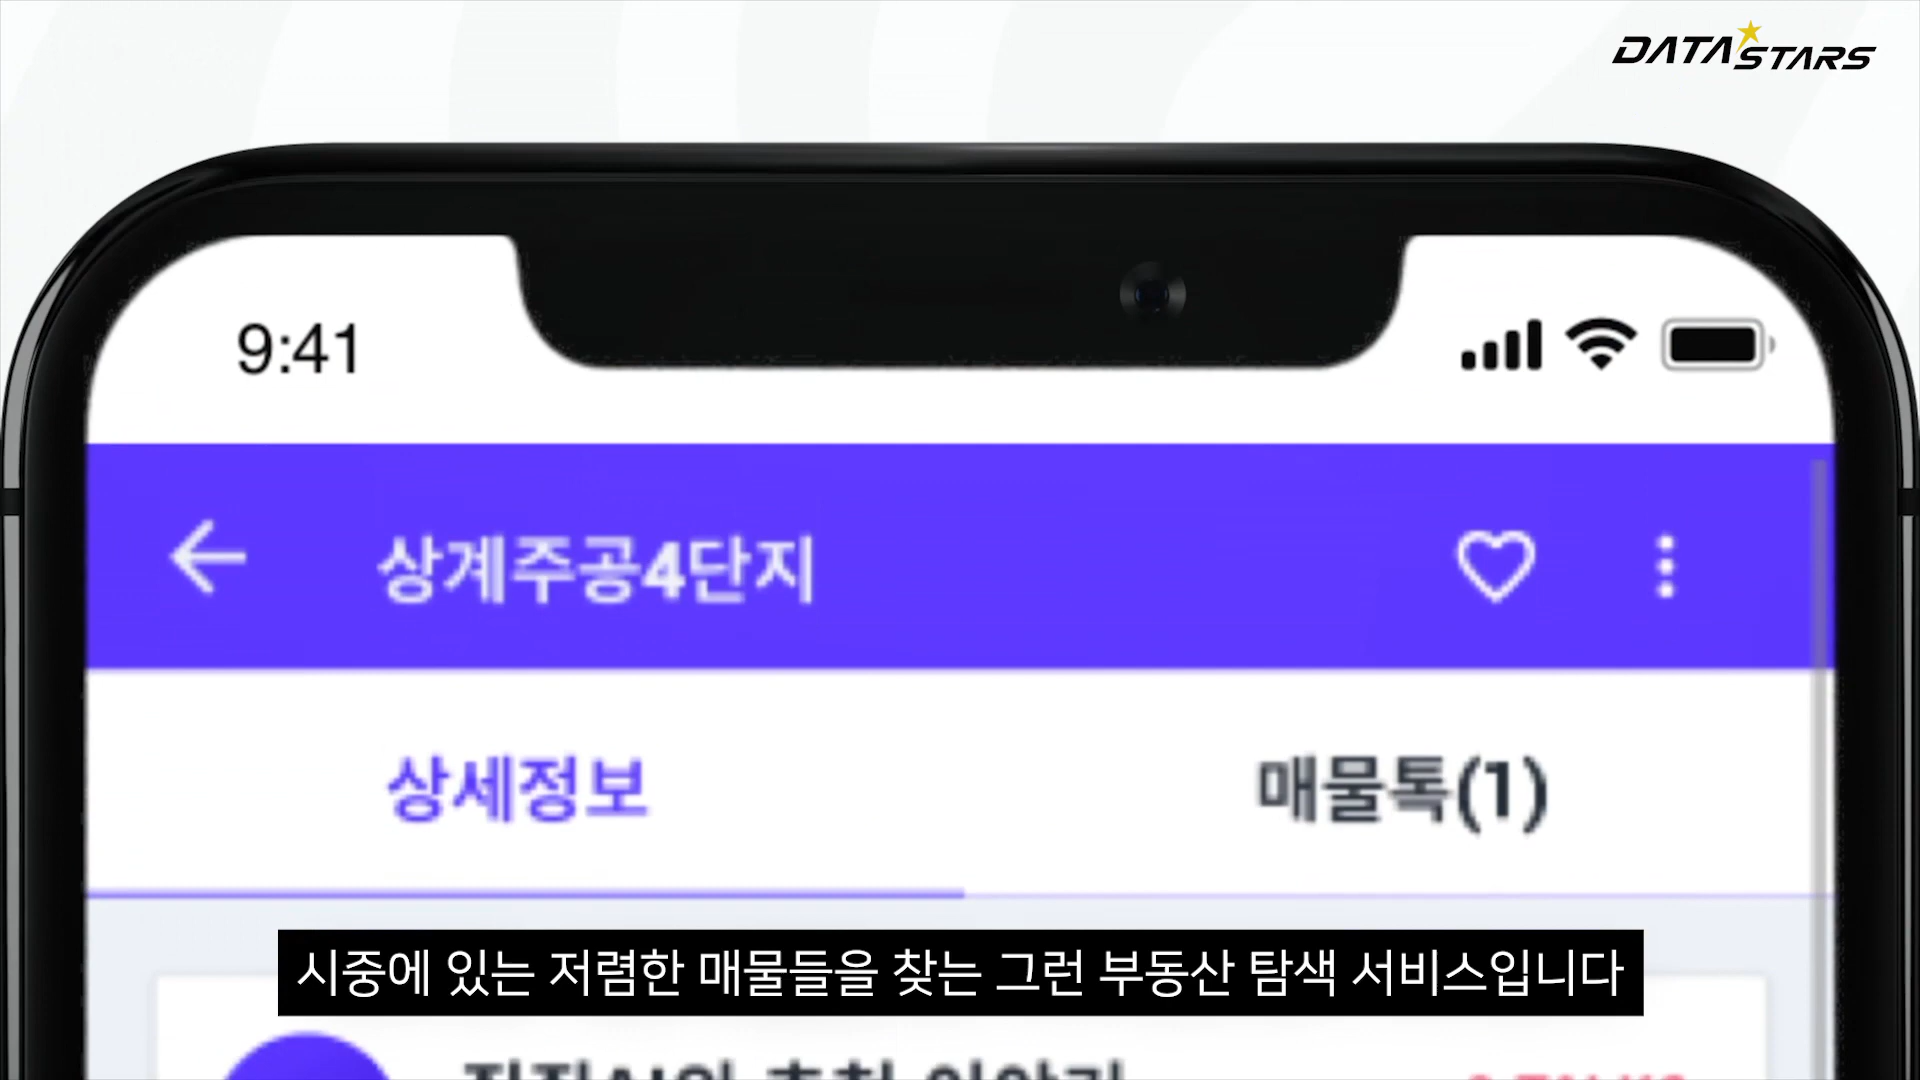 DATA STARS
9:41
상계주공4단지
상세정보
매물톡(1)
시중에 있는 저렴한 매물들을 찾는 그런 부동산 탐색 서비스입니다